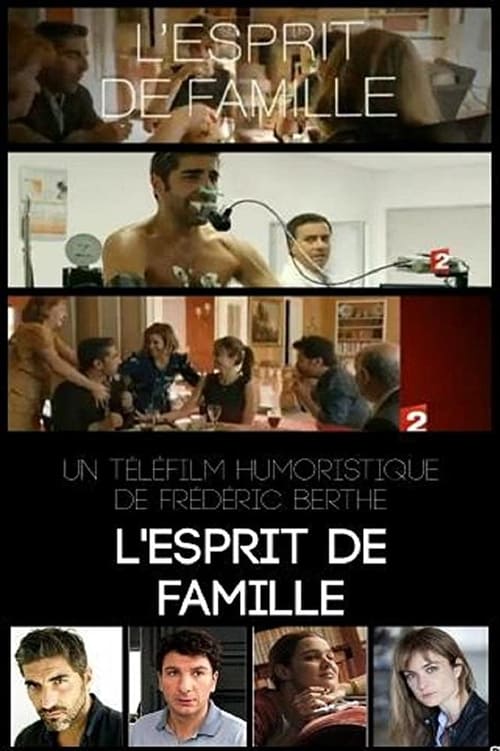 L'ESPRIT
DE FAMILLE
2
2
UN TÉLÉFILM HUMORISTIQUE
DE FRÉDÉRIC BERTHE
L'ESPRIT DE
FAMILLE